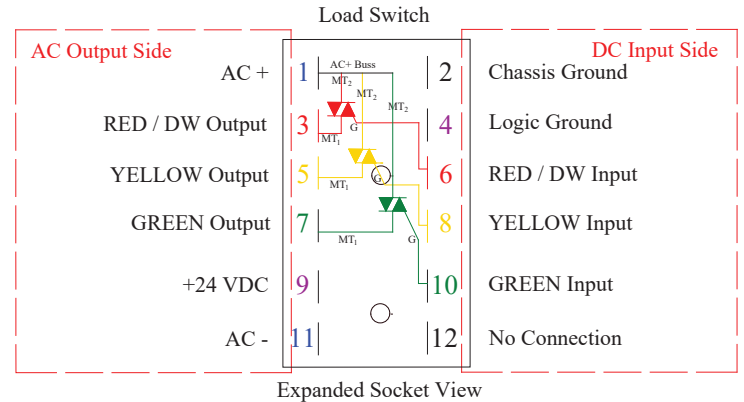 Load Switch
AC Output Side
DC Input Side
AC +
1
AC+ Buss
2
Chassis Ground
MT2
MT2
MT2
RED / DW Output
3
G
4
Logic Ground
MT1
YELLOW Output
5
MT1
G
6
RED / DW Input
GREEN Output
7
MT1
G
8
YELLOW Input
+24 VDC
9
10
GREEN Input
AC -
11
12
No Connection
Expanded Socket View